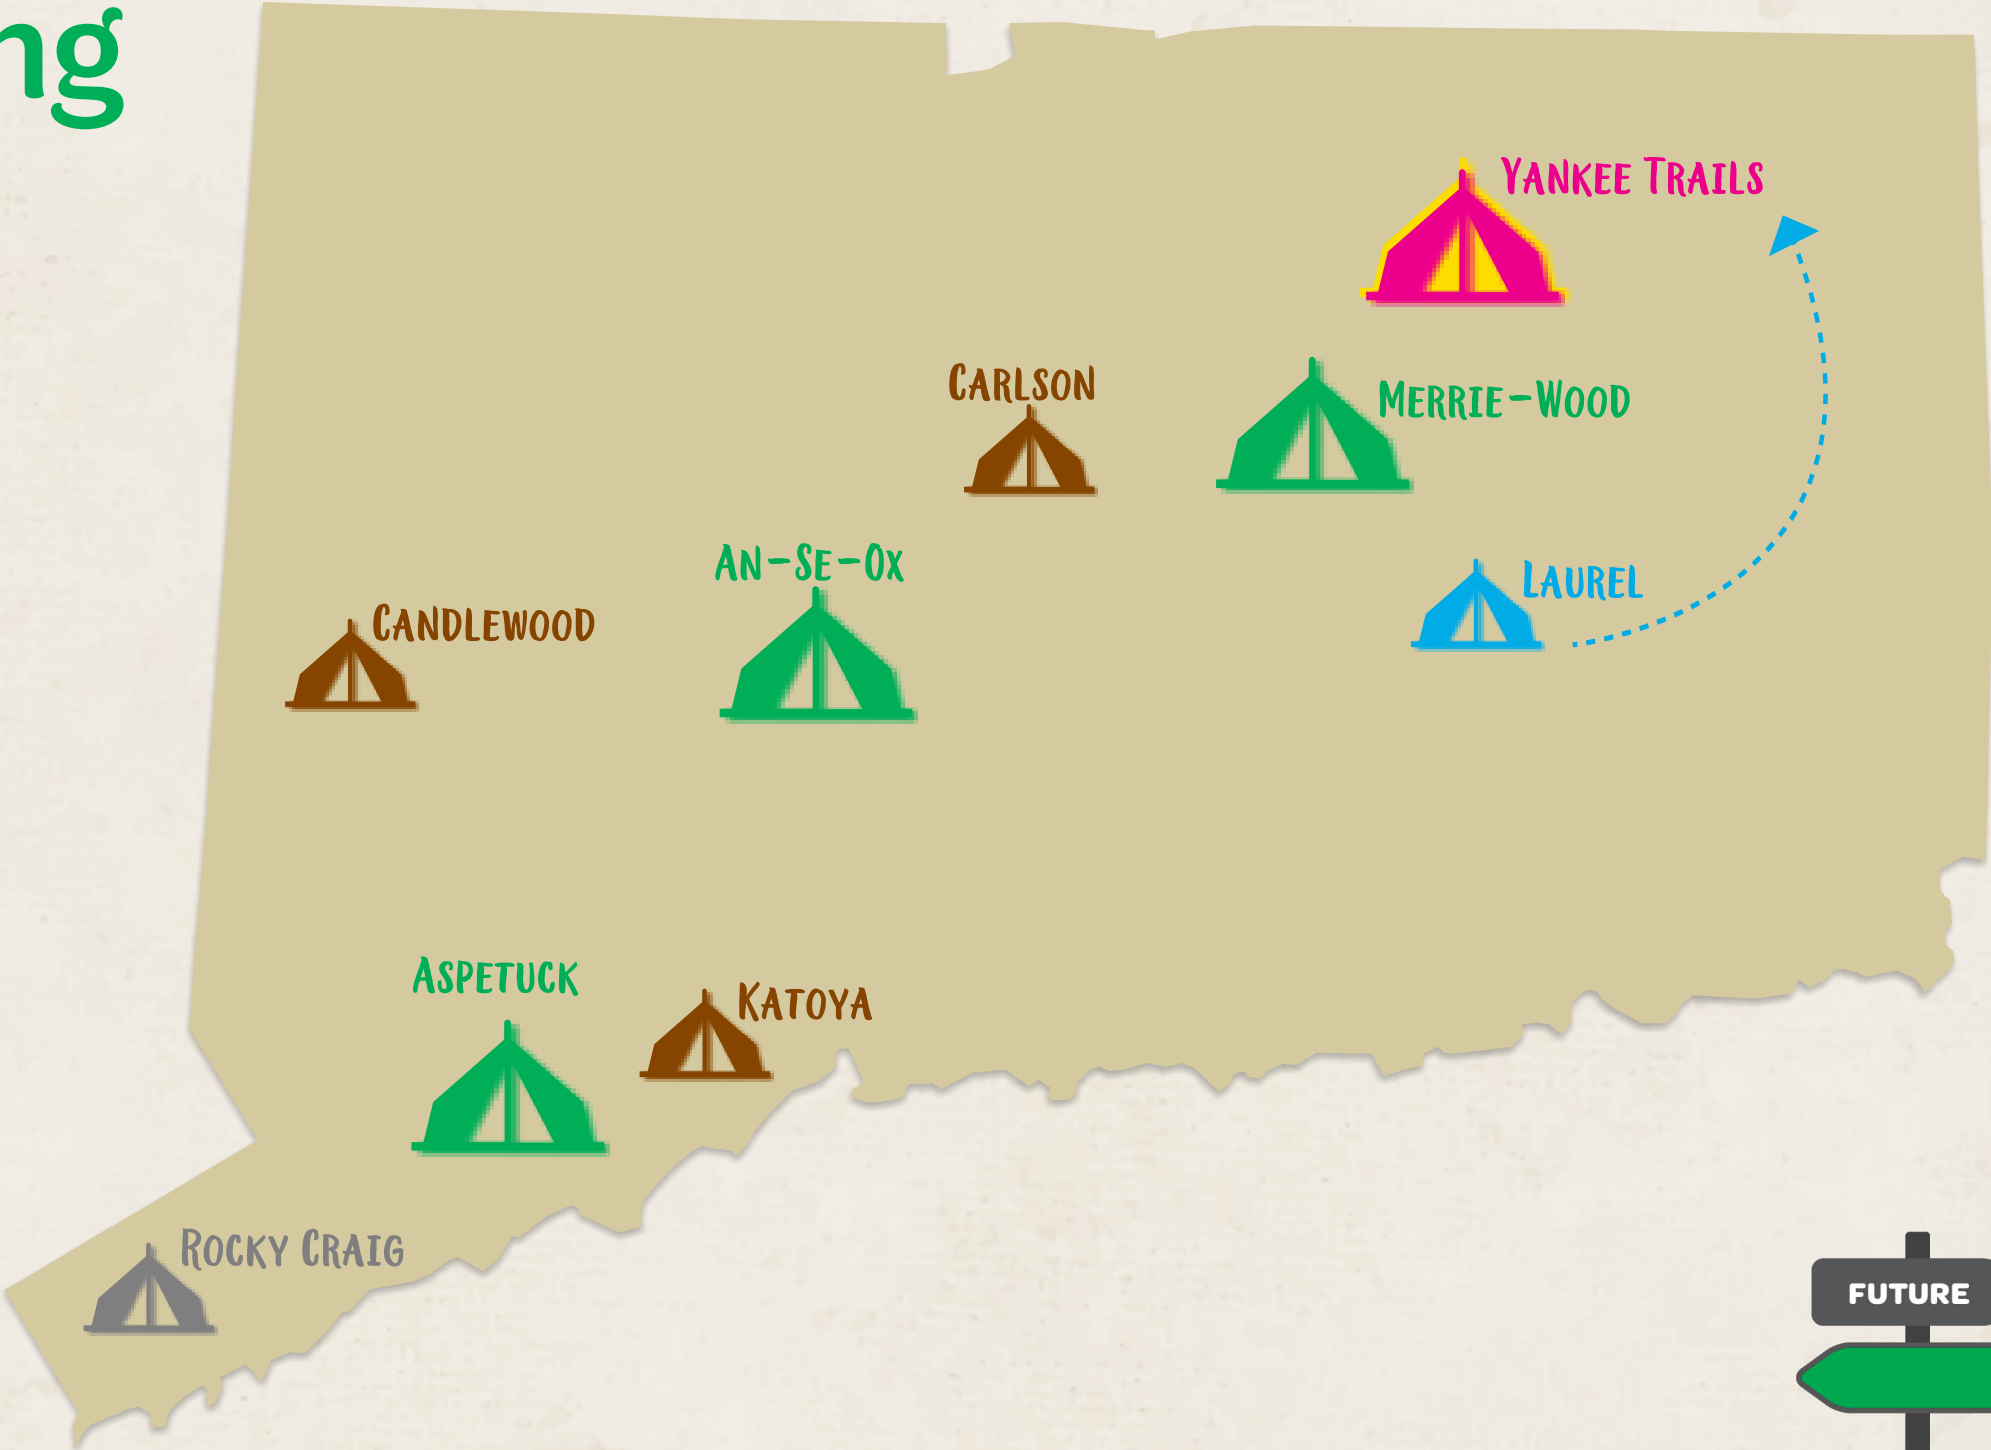 ng
Yankee Trails
Carlson
Merrie-Wood
An-Se-Ox
Laurel
Candlewood
Aspetuck
Katoya
Rocky Craig
FUTURE